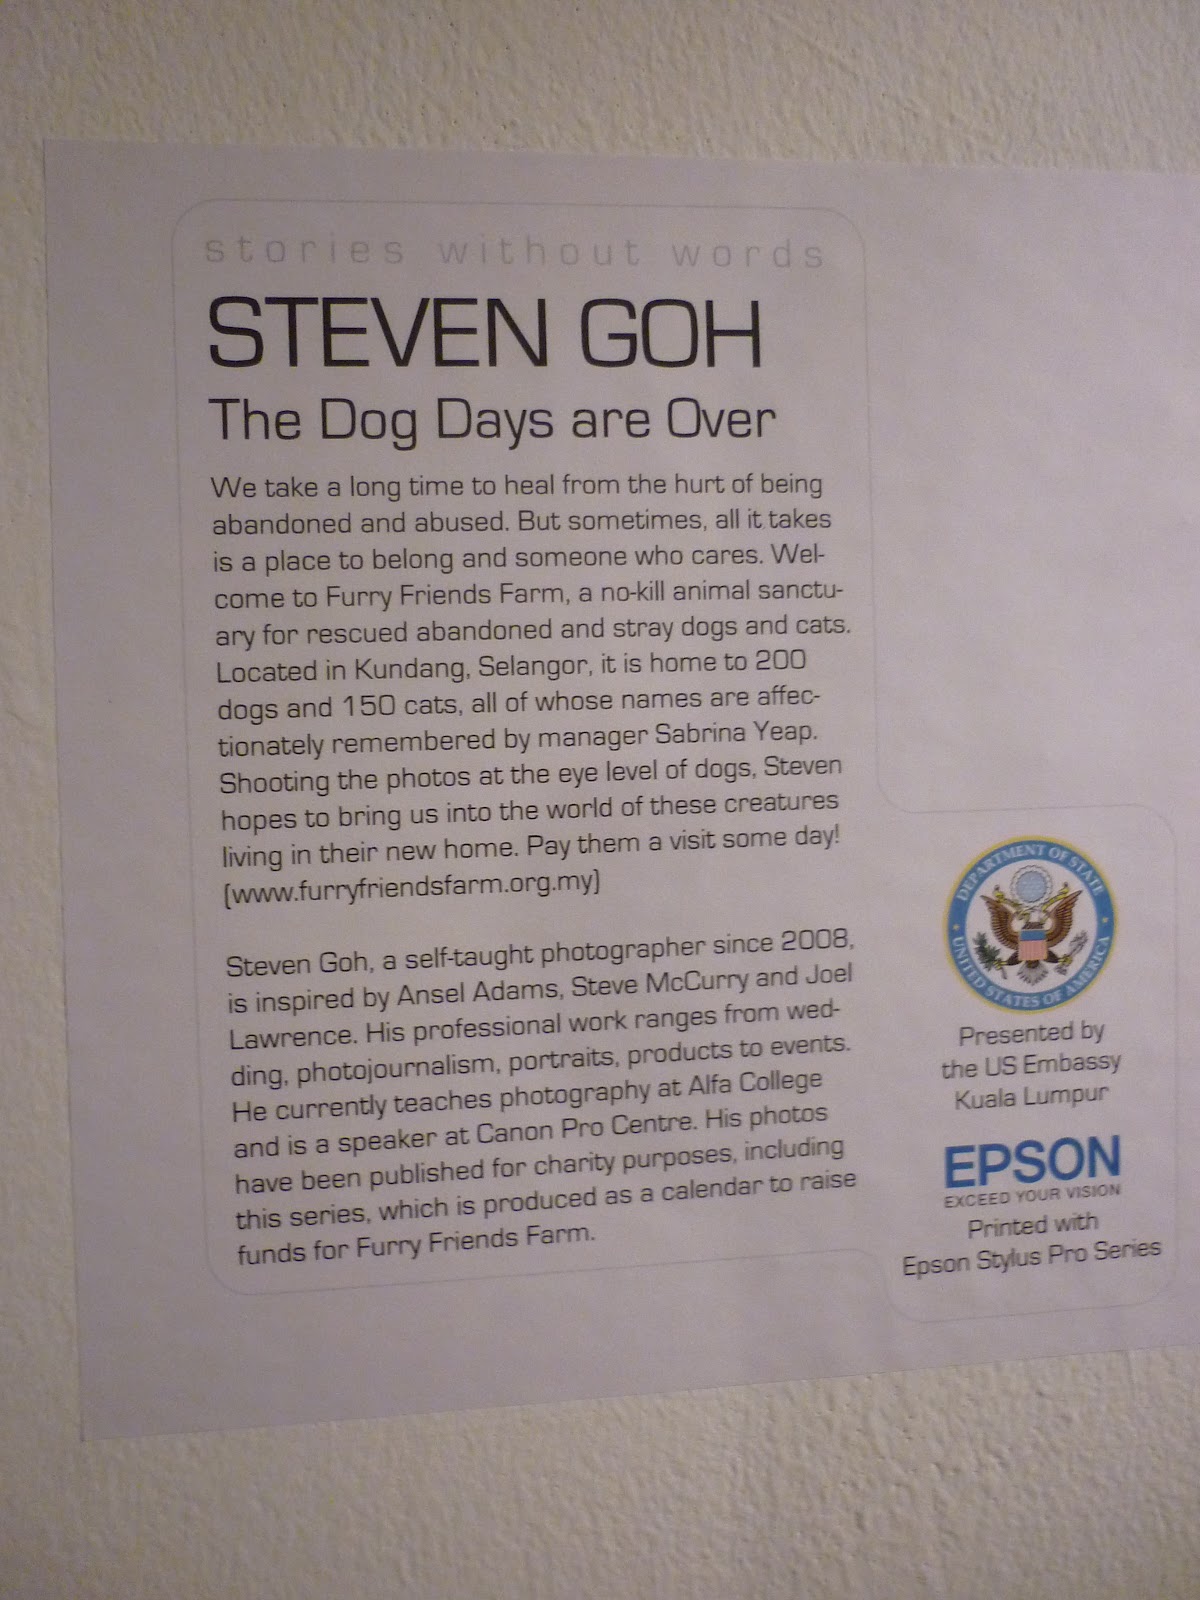 stories without words
STEVEN GOH
The Dog Days are Over
We take a long time to heal from the hurt of being
abandoned and abused. But sometimes, all it takes
is a place to belong and someone who cares. Wel-
come to Furry Friends Farm, a no-kill animal sanctu-
ary for rescued abandoned and stray dogs and cats.
Located in Kundang, Selangor, it is home to 200
dogs and 150 cats, all of whose names are affec-
tionately remembered by manager Sabrina Yeap.
Shooting the photos at the eye level of dogs, Steven
hopes to bring us into the world of these creatures
living in their new home. Pay them a visit some day!
(www.furryfriendsfarm.org.my)
Steven Goh, a self-taught photographer since 2008,
is inspired by Ansel Adams, Steve McCurry and Joel
Lawrence. His professional work ranges from wed-
ding, photojournalism, portraits, products to events.
He currently teaches photography at Alfa College
and is a speaker at Canon Pro Centre. His photos
have been published for charity purposes, including
this series, which is produced as a calendar to raise
funds for Furry Friends Farm.
DEPARTMENT OF STATE
UNITED STATES OF AMERICA
Presented by
the US Embassy
Kuala Lumpur
EPSON
EXCEED YOUR VISION
Printed with
Epson Stylus Pro Series